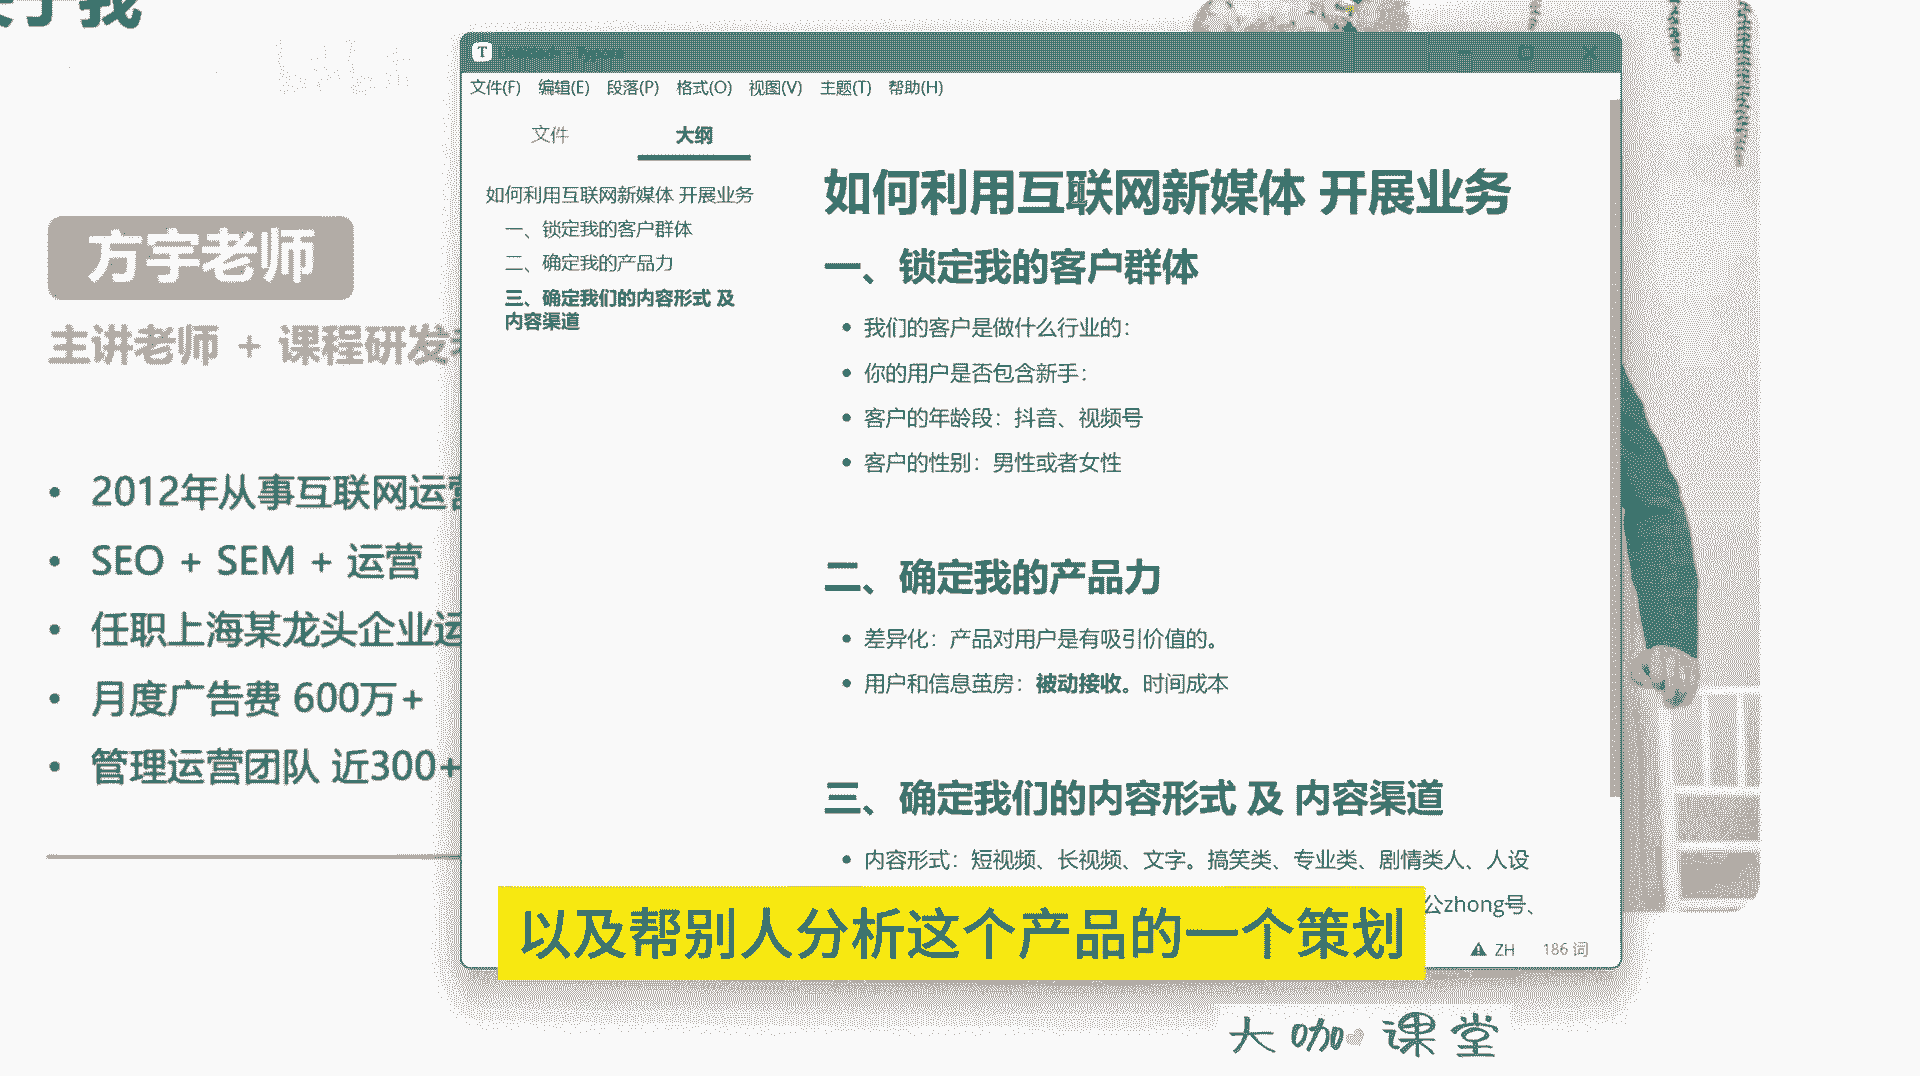 方宇老师
主讲老师 + 课程研发
2012年从事互联网运营
SEO + SEM + 运营
任职上海某龙头企业运
月度广告费 600万+
管理运营团队 近300+
文件(F) 编辑(E) 段落(P) 格式(O) 视图(V) 主题(T) 帮助(H)
文件 大纲
如何利用互联网新媒体 开展业务
一、锁定我的客户群体
二、确定我的产品力
三、确定我们的内容形式 及
内容渠道
如何利用互联网新媒体 开展业务
一、锁定我的客户群体
我们的客户是做什么行业的：
你的用户是否包含新手：
客户的年龄段：抖音、视频号
客户的性别：男性或者女性
二、确定我的产品力
差异化：产品对用户是有吸引价值的。
用户和信息茧房：被动接收。时间成本
三、确定我们的内容形式 及 内容渠道
内容形式：短视频、长视频、文字。搞笑类、专业类、剧情类人、人设
公zhong号、
以及帮别人分析这个产品的一个策划
ZH 186 词
大咖课堂